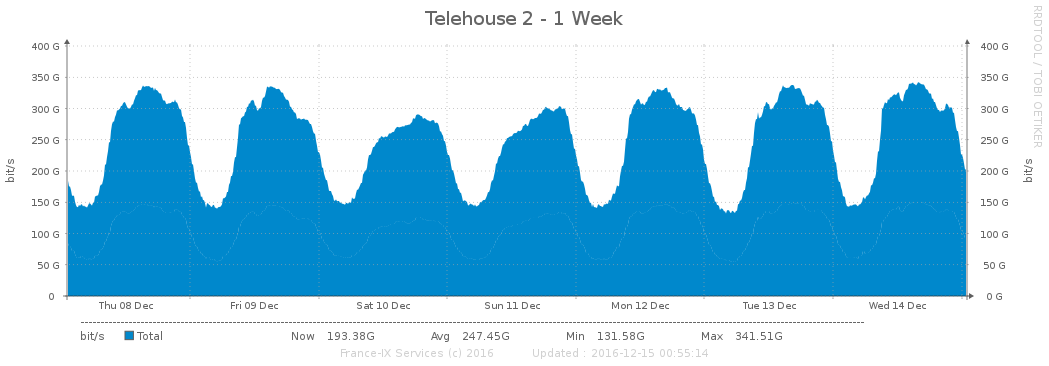 Telehouse 2 - 1 Week
RRDTOOL / TOBI OETIKER
400 G 400 G
350 G 350 G
300 G 300 G
250 G 250 G
200 G 200 G
150 G 150 G
100 G 100 G
50 G 50 G
0 0 G
bit/s bit/s
Thu 08 Dec Fri 09 Dec Sat 10 Dec Sun 11 Dec Mon 12 Dec Tue 13 Dec Wed 14 Dec
bit/s Total Now 193.38G Avg 247.45G Min 131.58G Max 341.51G
France-IX Services (c) 2016 Updated : 2016-12-15 00:55:14